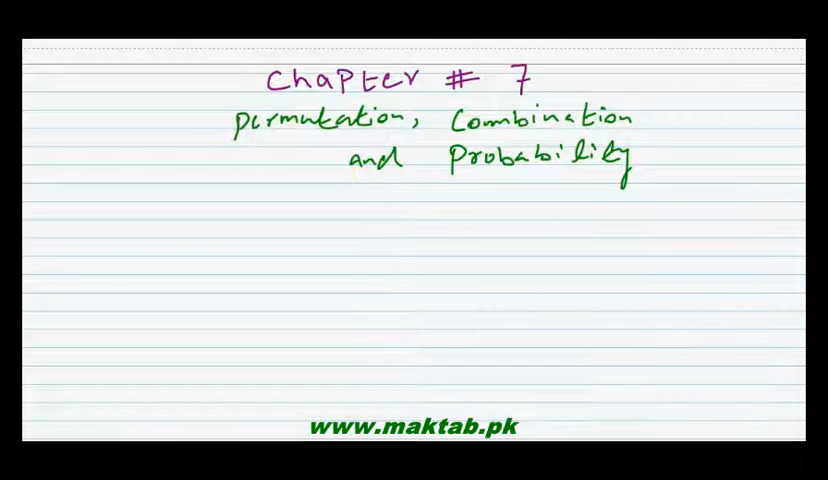 Chapter # 7
Permutation, Combination
and Probability
www.maktab.pk